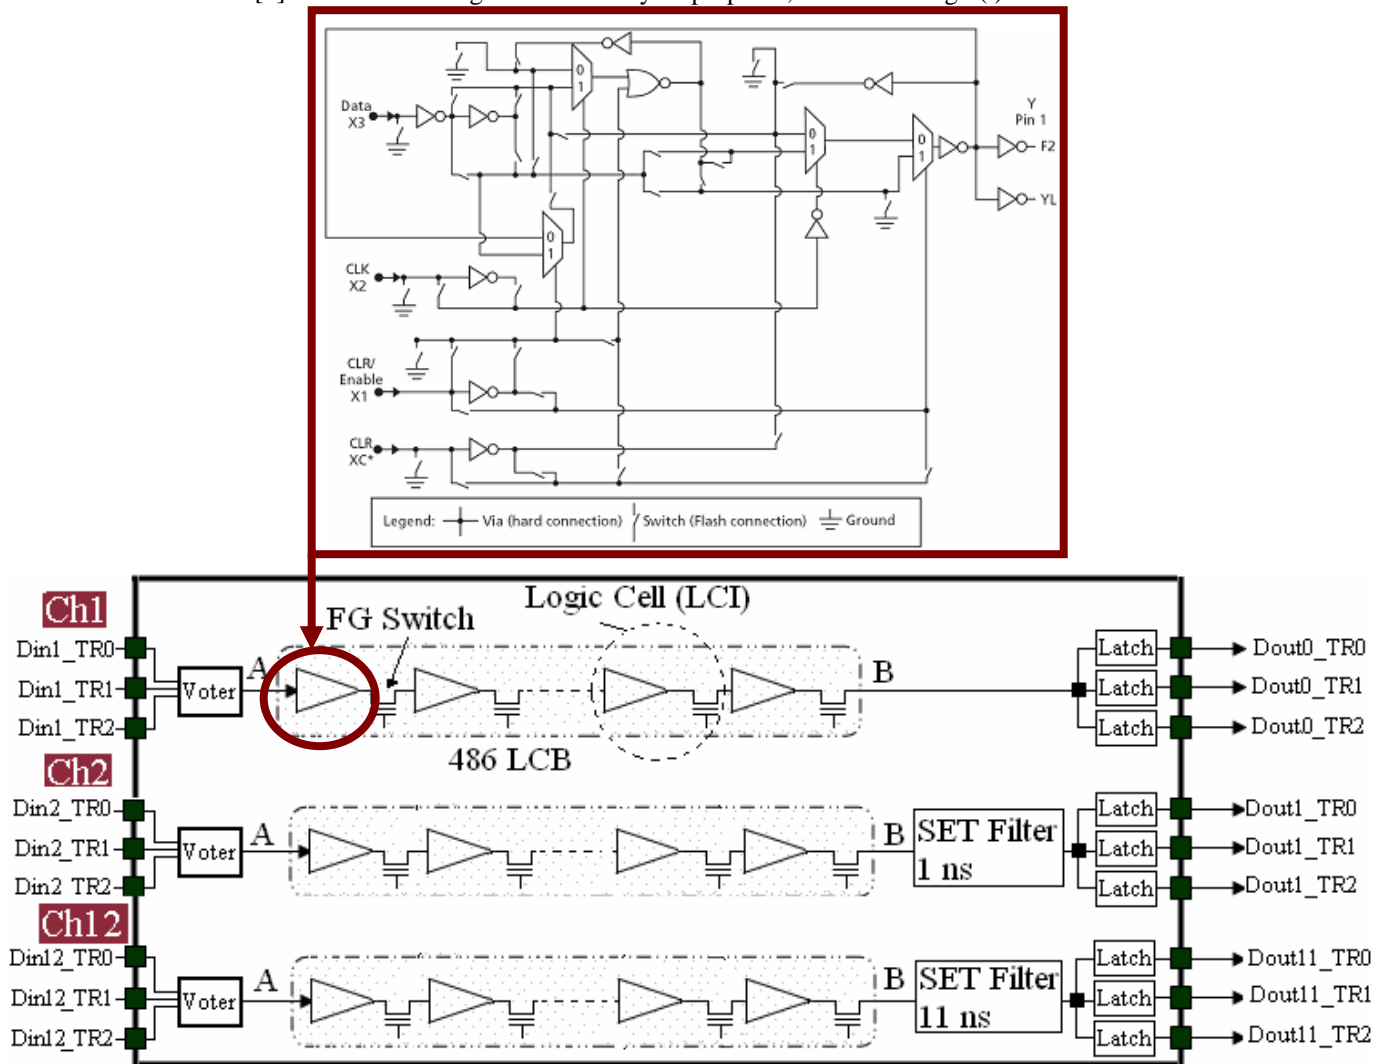 Data
X3
0
1
Y
Pin 1
F2
0
1
0
1
YL
0
1
CLK
X2
CLR/
Enable
X1
CLR
XC*
Legend: Via (hard connection) Switch (Flash connection) Ground
Logic Cell (LCI)
Ch1
FG Switch
Din1_TR0
Din1_TR1
Din1_TR2
Voter
A
B
Latch
Latch
Latch
Dout0_TR0
Dout0_TR1
Dout0_TR2
486 LCB
Ch2
Din2_TR0
Din2_TR1
Din2_TR2
Voter
A
B
SET Filter
1 ns
Latch
Latch
Latch
Dout1_TR0
Dout1_TR1
Dout1_TR2
Ch12
Din12_TR0
Din12_TR1
Din12_TR2
Voter
A
B
SET Filter
11 ns
Latch
Latch
Latch
Dout11_TR0
Dout11_TR1
Dout11_TR2